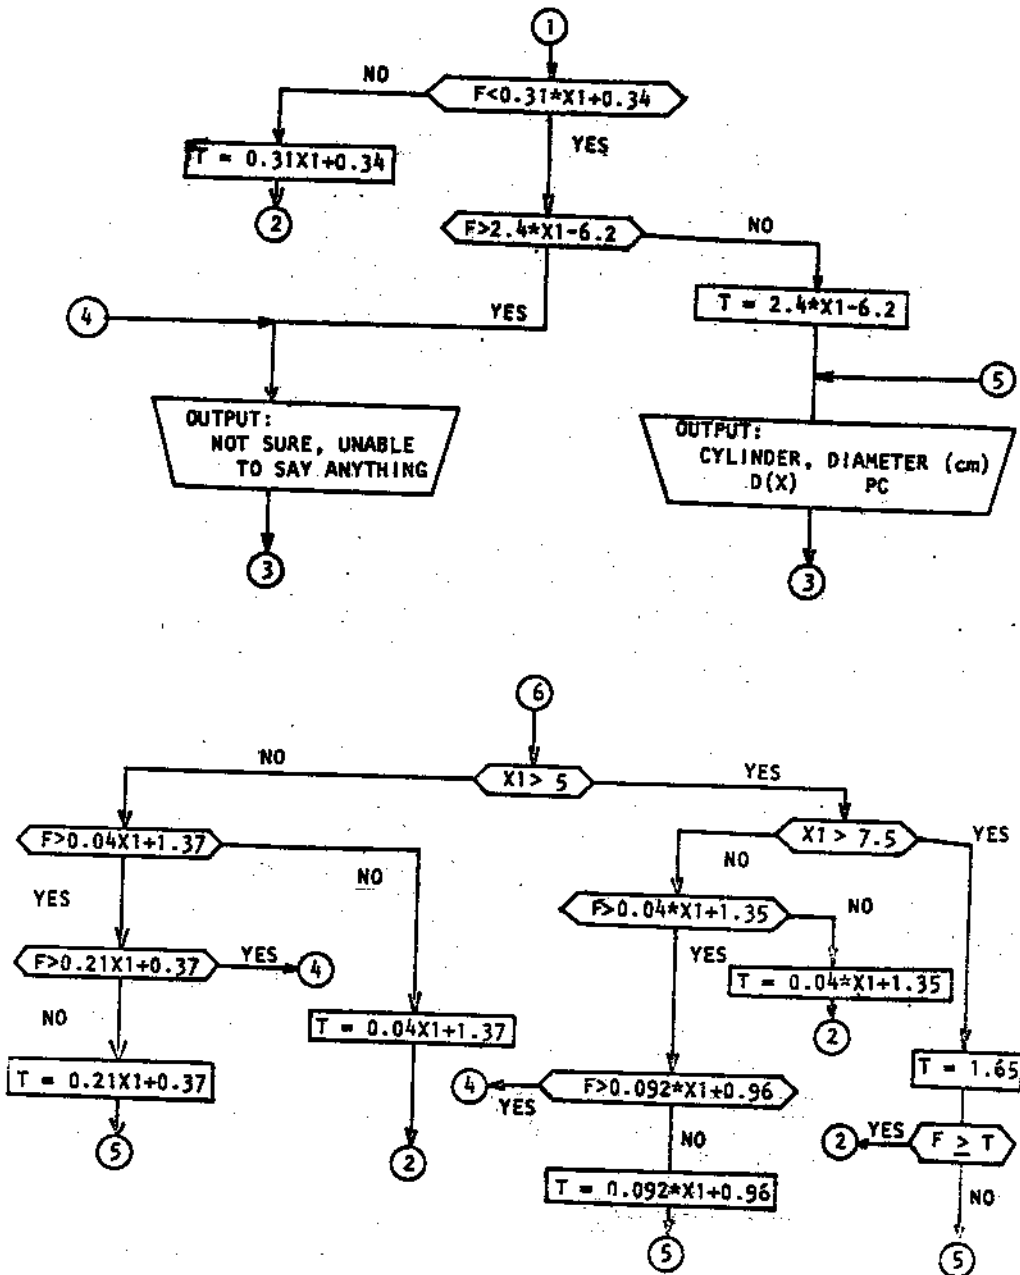 1
NO
F<0.31*X1+0.34
YES
T = 0.31X1+0.34
2
F>2.4*X1-6.2
NO
4
YES
T = 2.4*X1-6.2
5
OUTPUT:
NOT SURE, UNABLE
TO SAY ANYTHING
OUTPUT:
CYLINDER, DIAMETER (cm)
D(X) PC
3
3
6
NO
X1> 5
YES
F>0.04X1+1.37
X1> 7.5
YES
NO
NO
YES
F>0.04*X1+1.35
NO
F>0.21X1+0.37
YES
4
YES
T = 0.04*X1+1.35
NO
T = 0.04X1+1.37
2
T = 1.65
T = 0.21X1+0.37
4
YES
F>0.092*X1+0.96
2
YES
F ≥ T
5
2
NO
T = 0.092*X1+0.96
NO
5
5